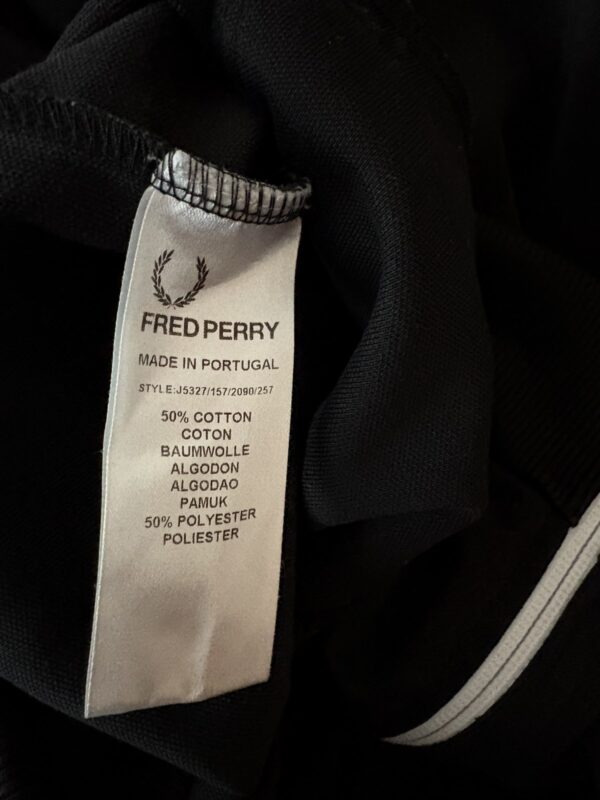 FRED PERRY
MADE IN PORTUGAL
STYLE:J5327/157/2090/257
50% COTTON
COTON
BAUMWOLLE
ALGODON
ALGODAO
PAMUK
50% POLYESTER
POLIESTER